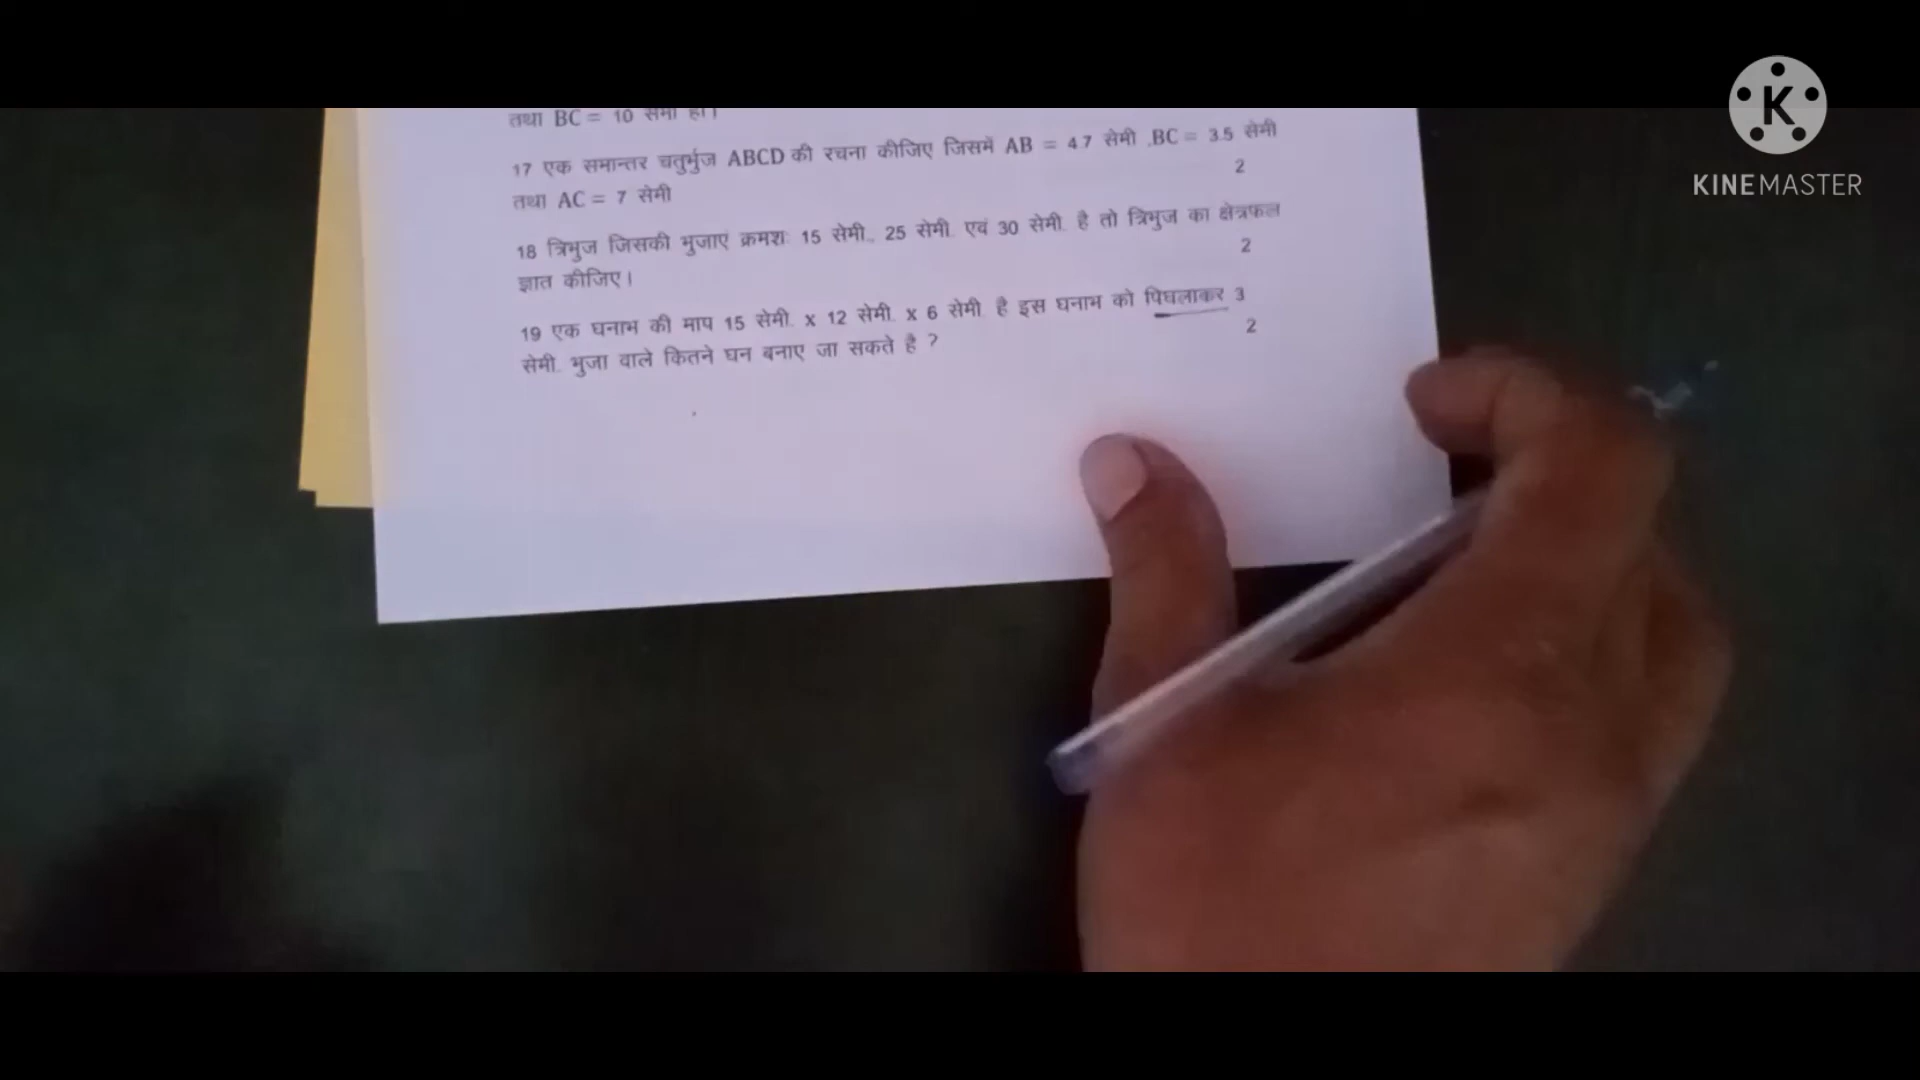 तथा BC = 10 सेमी हो।
17 एक समान्तर चतुर्भुज ABCD की रचना कीजिए जिसमें AB = 4.7 सेमी ,BC = 3.5 सेमी
2
तथा AC = 7 सेमी
18 त्रिभुज जिसकी भुजाएं क्रमशः 15 सेमी., 25 सेमी. एवं 30 सेमी. है तो त्रिभुज का क्षेत्रफल
2
ज्ञात कीजिए।
19 एक घनाभ की माप 15 सेमी. x 12 सेमी. x 6 सेमी. है इस घनाभ को पिघलाकर 3
2
सेमी. भुजा वाले कितने घन बनाए जा सकते है ?
K
KINEMASTER